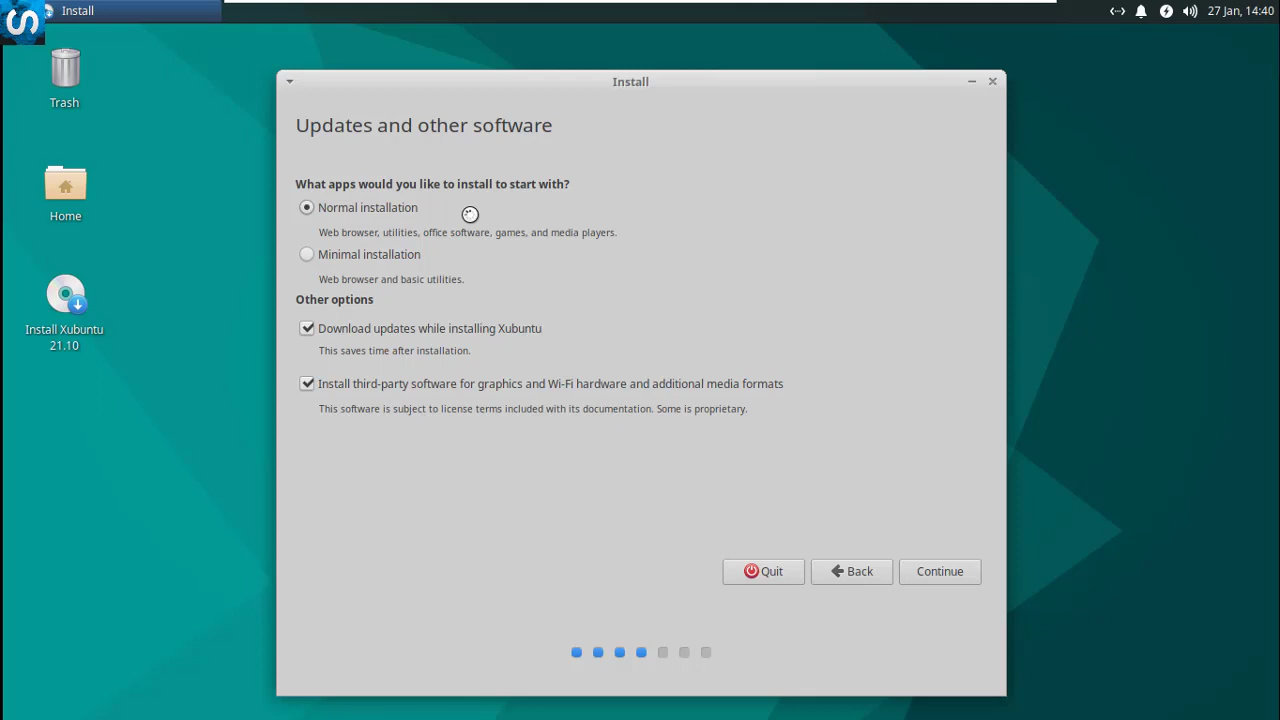 Install
27 Jan, 14:40
Trash
Home
Install Xubuntu
21.10
Install
Updates and other software
What apps would you like to install to start with?
Normal installation
Web browser, utilities, office software, games, and media players.
Minimal installation
Web browser and basic utilities.
Other options
Download updates while installing Xubuntu
This saves time after installation.
Install third-party software for graphics and Wi-Fi hardware and additional media formats
This software is subject to license terms included with its documentation. Some is proprietary.
Quit
Back
Continue